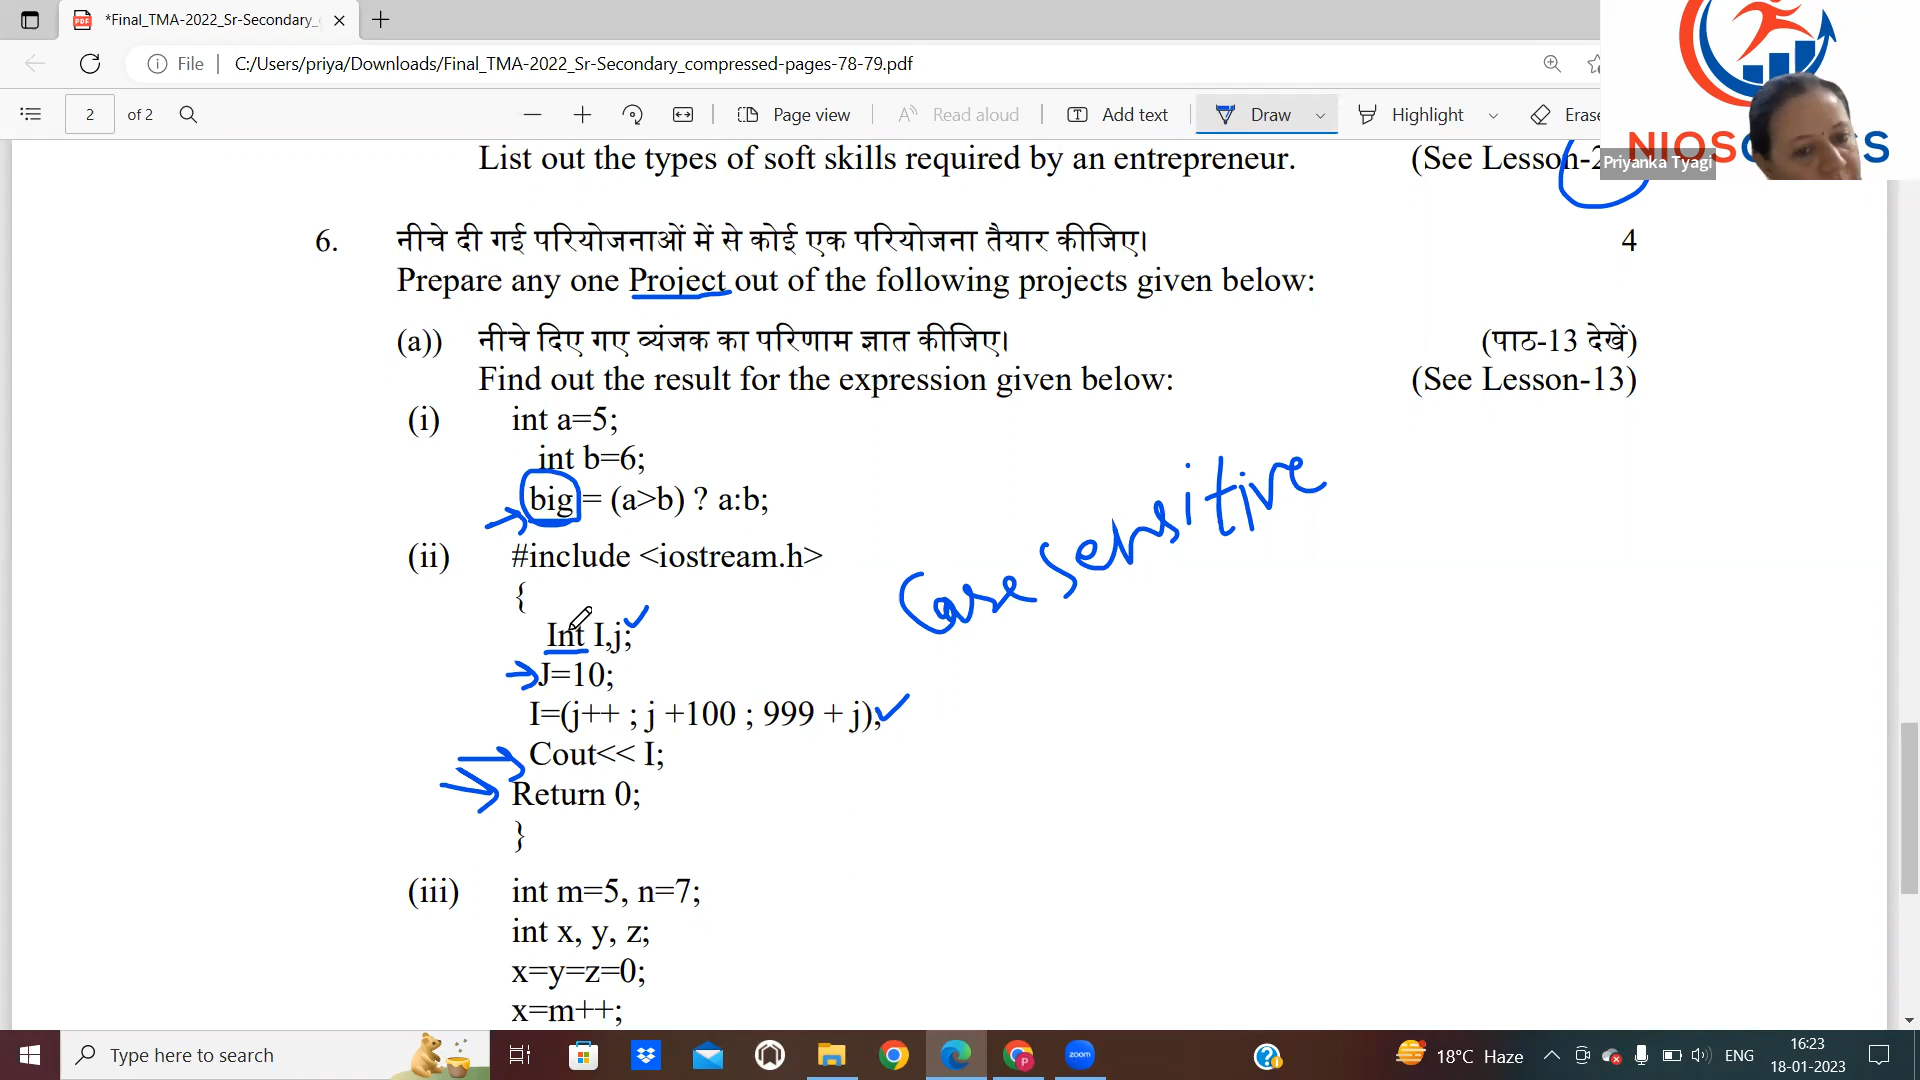 *Final_TMA-2022_Sr-Secondary_
File C:/Users/priya/Downloads/Final_TMA-2022_Sr-Secondary_compressed-pages-78-79.pdf
2 of 2 Page view Read aloud Add text Draw Highlight Erase
NIOS S
Priyanka Tyagi
List out the types of soft skills required by an entrepreneur. (See Lesson-2
6. नीचे दी गई परियोजनाओं में से कोई एक परियोजना तैयार कीजिए। 4
Prepare any one Project out of the following projects given below:
(a)) नीचे दिए गए व्यंजक का परिणाम ज्ञात कीजिए। (पाठ-13 देखें)
Find out the result for the expression given below: (See Lesson-13)
(i) int a=5;
int b=6;
big = (a>b) ? a:b;
Case Sensitive
(ii) #include <iostream.h>
{
Int I,j;
J=10;
I=(j++ ; j +100 ; 999 + j);
Cout<< I;
Return 0;
}
(iii) int m=5, n=7;
int x, y, z;
x=y=z=0;
x=m++;
Type here to search zoom 18°C Haze ENG 16:23
18-01-2023